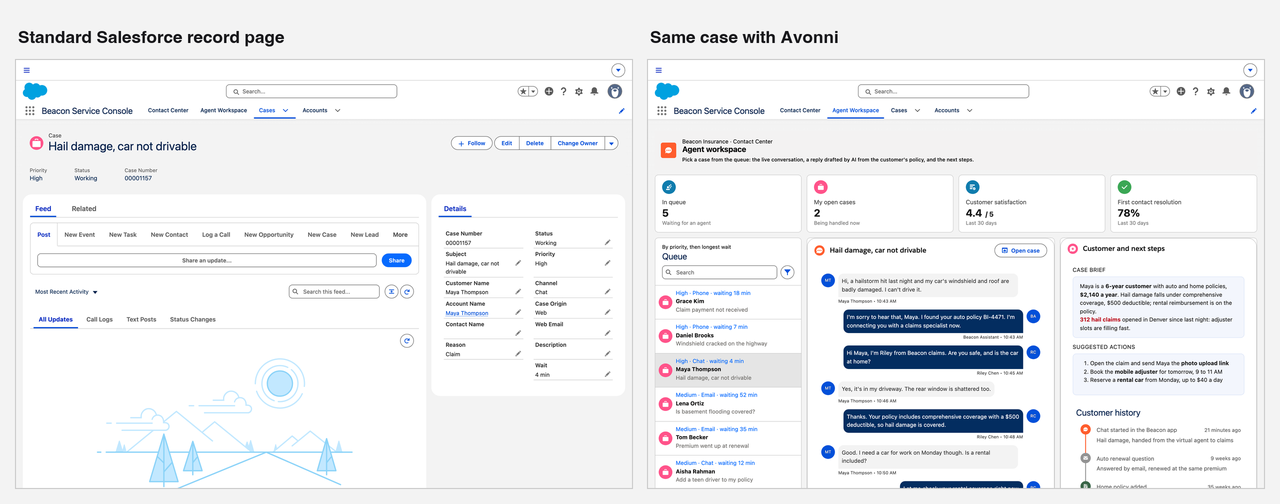 Standard Salesforce record page
Search...
Beacon Service Console
Contact Center
Agent Workspace
Cases
Accounts
Case
Hail damage, car not drivable
Follow
Edit
Delete
Change Owner
Priority
Status
Case Number
High
Working
00001157
Feed
Related
Post
New Event
New Task
New Contact
Log a Call
New Opportunity
New Case
New Lead
More
Share an update...
Share
Most Recent Activity
Search this feed...
All Updates
Call Logs
Text Posts
Status Changes
Details
Case Number
00001157
Status
Working
Subject
Hail damage, car not
drivable
Priority
High
Customer Name
Maya Thompson
Channel
Chat
Account Name
Maya Thompson
Case Origin
Web
Contact Name
Web Email
Reason
Claim
Description
Wait
4 min
Same case with Avonni
Search...
Beacon Service Console
Contact Center
Agent Workspace
Cases
Accounts
Beacon Insurance · Contact Center
Agent workspace
Pick a case from the queue: the live conversation, a reply drafted by AI from the customer's policy, and the next steps.
In queue
5
Waiting for an agent
My open cases
2
Being handled now
Customer satisfaction
4.4 / 5
Last 30 days
First contact resolution
78%
Last 30 days
By priority, then longest wait
Queue
Search
High · Phone · waiting 18 min
Grace Kim
Claim payment not received
High · Phone · waiting 7 min
Daniel Brooks
Windshield cracked on the highway
High · Chat · waiting 4 min
Maya Thompson
Hail damage, car not drivable
Medium · Email · waiting 52 min
Lena Ortiz
Is basement flooding covered?
Medium · Email · waiting 35 min
Tom Becker
Premium went up at renewal
Medium · Chat · waiting 12 min
Aisha Rahman
Add a teen driver to my policy
Hail damage, car not drivable
Open case
MT
Hi, a hailstorm hit last night and my car's windshield and roof are
badly damaged. I can't drive it.
Maya Thompson • 10:43 AM
I'm sorry to hear that, Maya. I found your auto policy BI-4471. I'm
connecting you with a claims specialist now.
BA
Beacon Assistant • 10:43 AM
Hi Maya, I'm Riley from Beacon claims. Are you safe, and is the car
at home?
RC
Riley Chen • 10:45 AM
MT
Yes, it's in my driveway. The rear window is shattered too.
Maya Thompson • 10:46 AM
Thanks. Your policy includes comprehensive coverage with a $500
deductible, so hail damage is covered.
RC
Riley Chen • 10:48 AM
MT
Good. I need a car for work on Monday though. Is a rental
included?
Maya Thompson • 10:50 AM
Customer and next steps
CASE BRIEF
Maya is a 6-year customer with auto and home policies,
$2,140 a year. Hail damage falls under comprehensive
coverage, $500 deductible; rental reimbursement is on the
policy.
312 hail claims opened in Denver since last night: adjuster
slots are filling fast.
SUGGESTED ACTIONS
1. Open the claim and send Maya the photo upload link
2. Book the mobile adjuster for tomorrow, 9 to 11 AM
3. Reserve a rental car from Monday, up to $40 a day
Customer history
Chat started in the Beacon app
21 minutes ago
Hail damage, handed from the virtual agent to claims
Auto renewal question
9 weeks ago
Answered by email, renewed at the same premium
Home policy added